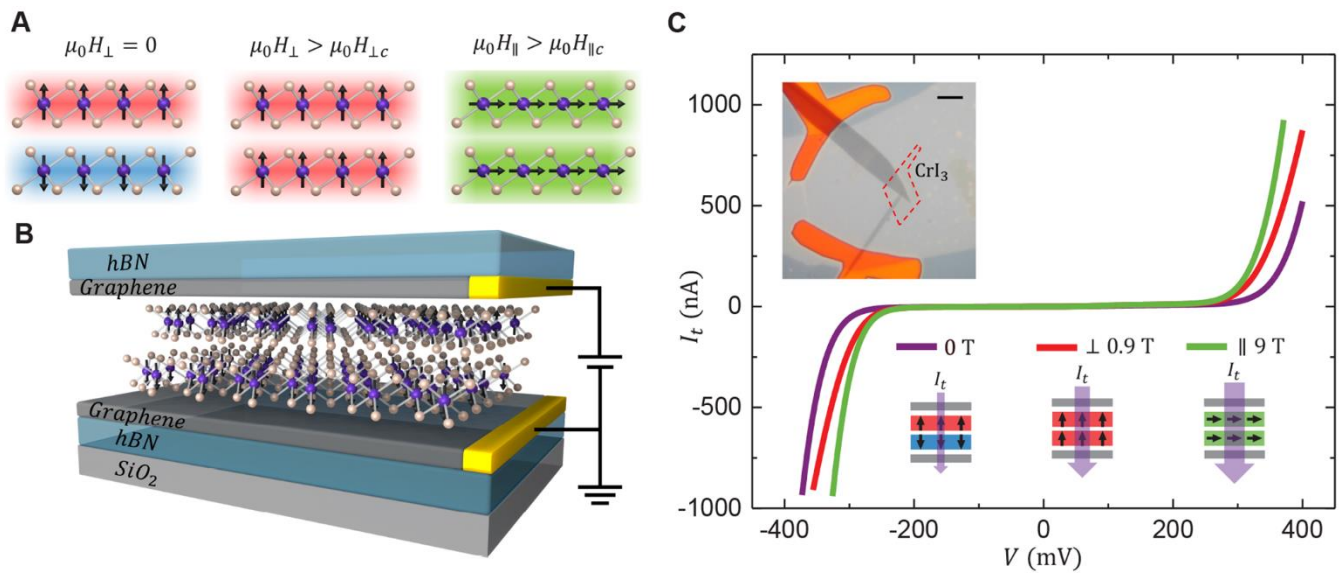 A
μ₀H⊥ = 0
μ₀H⊥ > μ₀H⊥c
μ₀H∥ > μ₀H∥c
B
hBN
Graphene
Graphene
hBN
SiO₂
C
1000
500
0
-500
-1000
Iₜ (nA)
CrI₃
0 T
⊥ 0.9 T
∥ 9 T
Iₜ
Iₜ
Iₜ
-400
-200
0
200
400
V (mV)